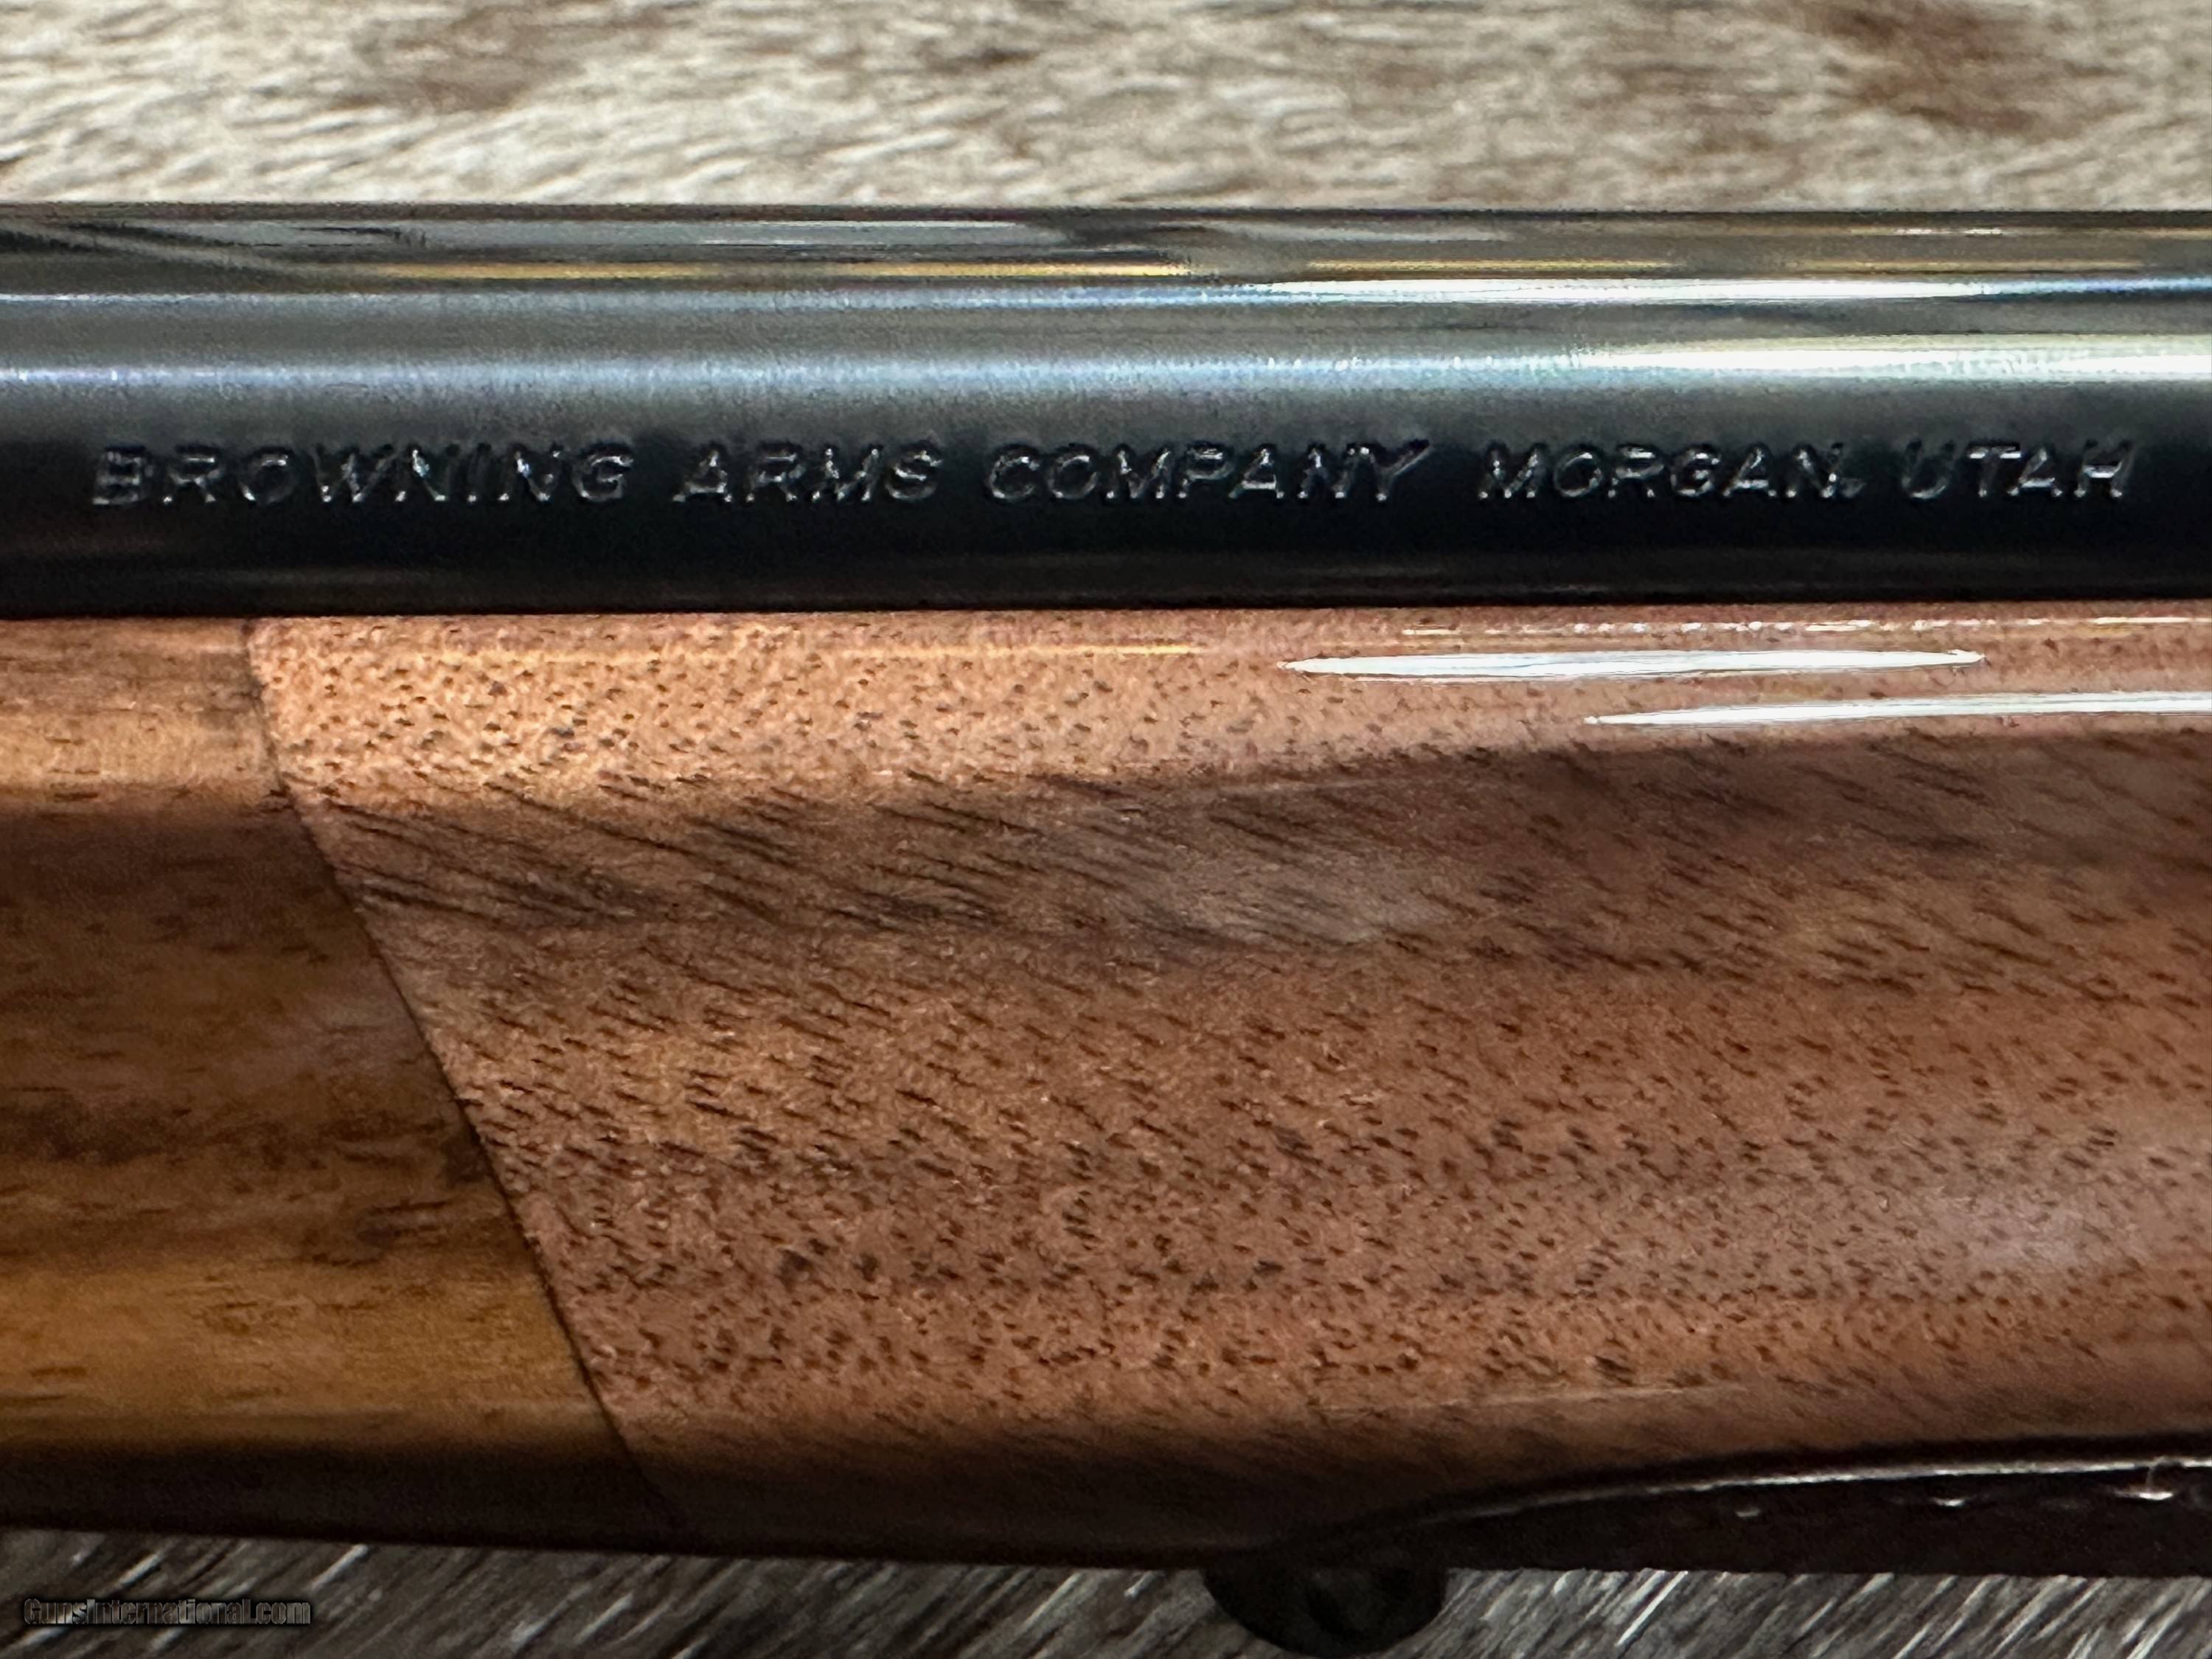 BROWNING ARMS COMPANY MORGAN, UTAH
GunsInternational.com